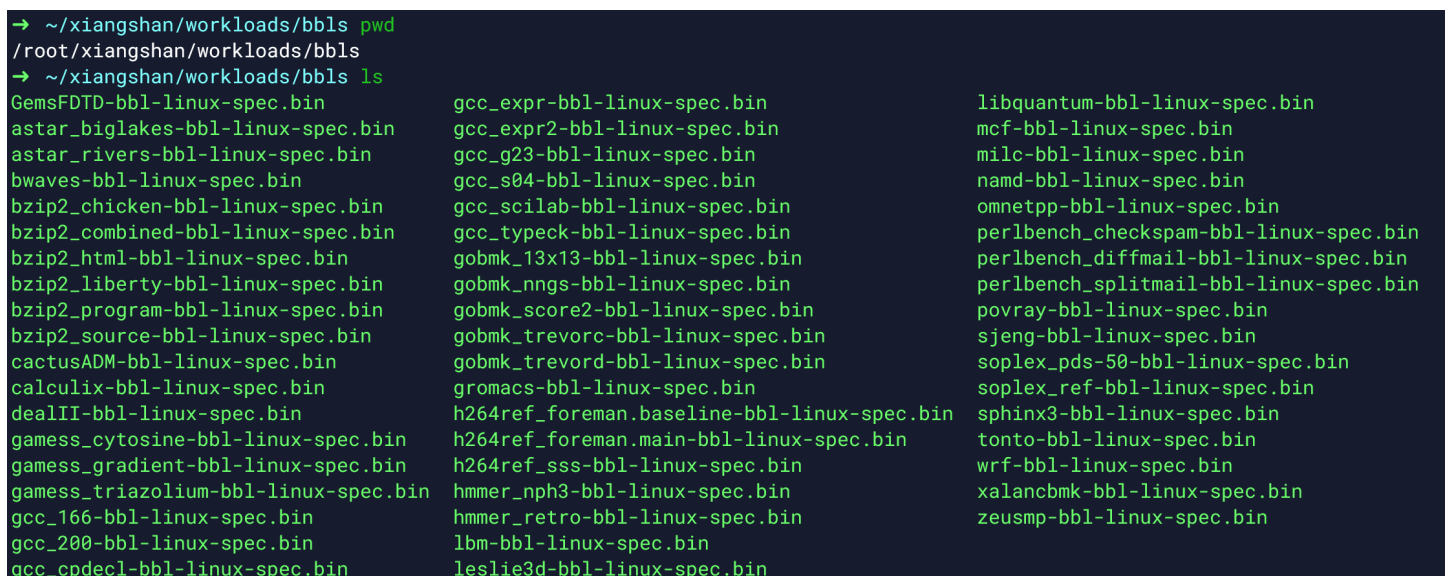 → ~/xiangshan/workloads/bbls pwd
/root/xiangshan/workloads/bbls
→ ~/xiangshan/workloads/bbls ls
GemsFDTD-bbl-linux-spec.bin gcc_expr-bbl-linux-spec.bin libquantum-bbl-linux-spec.bin
astar_biglakes-bbl-linux-spec.bin gcc_expr2-bbl-linux-spec.bin mcf-bbl-linux-spec.bin
astar_rivers-bbl-linux-spec.bin gcc_g23-bbl-linux-spec.bin milc-bbl-linux-spec.bin
bwaves-bbl-linux-spec.bin gcc_s04-bbl-linux-spec.bin namd-bbl-linux-spec.bin
bzip2_chicken-bbl-linux-spec.bin gcc_scilab-bbl-linux-spec.bin omnetpp-bbl-linux-spec.bin
bzip2_combined-bbl-linux-spec.bin gcc_typeck-bbl-linux-spec.bin perlbench_checkspam-bbl-linux-spec.bin
bzip2_html-bbl-linux-spec.bin gobmk_13x13-bbl-linux-spec.bin perlbench_diffmail-bbl-linux-spec.bin
bzip2_liberty-bbl-linux-spec.bin gobmk_nngs-bbl-linux-spec.bin perlbench_splitmail-bbl-linux-spec.bin
bzip2_program-bbl-linux-spec.bin gobmk_score2-bbl-linux-spec.bin povray-bbl-linux-spec.bin
bzip2_source-bbl-linux-spec.bin gobmk_trevorc-bbl-linux-spec.bin sjeng-bbl-linux-spec.bin
cactusADM-bbl-linux-spec.bin gobmk_trevord-bbl-linux-spec.bin soplex_pds-50-bbl-linux-spec.bin
calculix-bbl-linux-spec.bin gromacs-bbl-linux-spec.bin soplex_ref-bbl-linux-spec.bin
dealII-bbl-linux-spec.bin h264ref_foreman.baseline-bbl-linux-spec.bin sphinx3-bbl-linux-spec.bin
gamess_cytosine-bbl-linux-spec.bin h264ref_foreman.main-bbl-linux-spec.bin tonto-bbl-linux-spec.bin
gamess_gradient-bbl-linux-spec.bin h264ref_sss-bbl-linux-spec.bin wrf-bbl-linux-spec.bin
gamess_triazolium-bbl-linux-spec.bin hmmer_nph3-bbl-linux-spec.bin xalancbmk-bbl-linux-spec.bin
gcc_166-bbl-linux-spec.bin hmmer_retro-bbl-linux-spec.bin zeusmp-bbl-linux-spec.bin
gcc_200-bbl-linux-spec.bin lbm-bbl-linux-spec.bin
gcc_cpdecl-bbl-linux-spec.bin leslie3d-bbl-linux-spec.bin